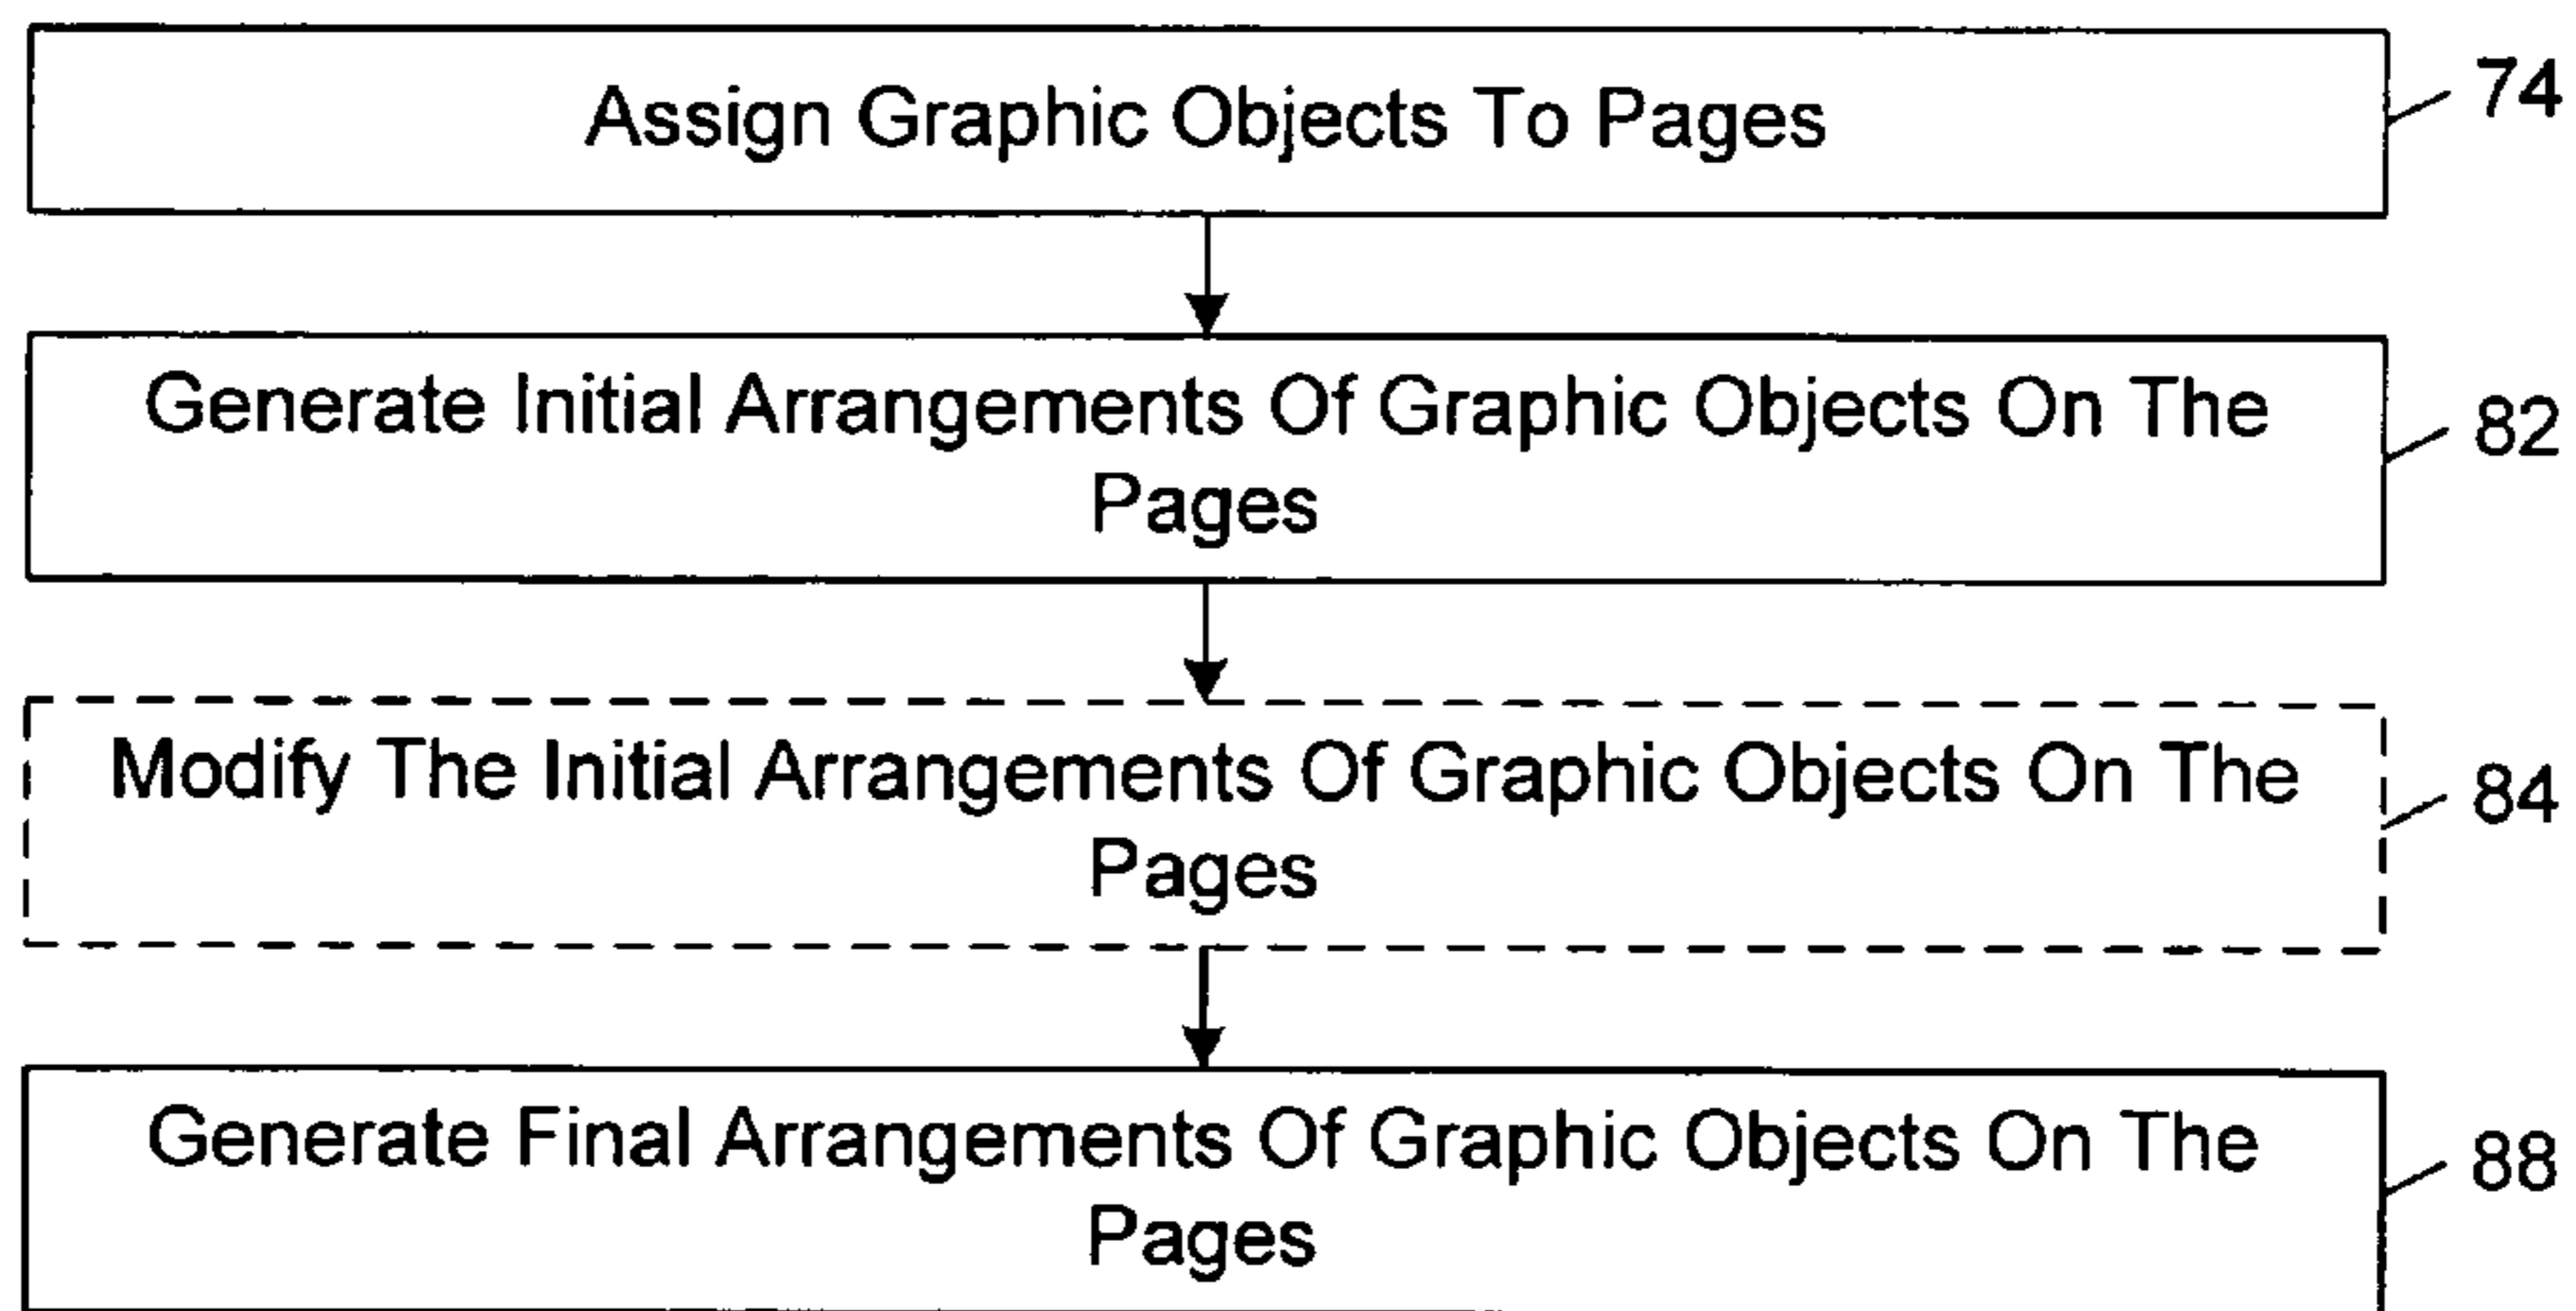 Assign Graphic Objects To Pages
74
Generate Initial Arrangements Of Graphic Objects On The
Pages
82
Modify The Initial Arrangements Of Graphic Objects On The
Pages
84
Generate Final Arrangements Of Graphic Objects On The
Pages
88